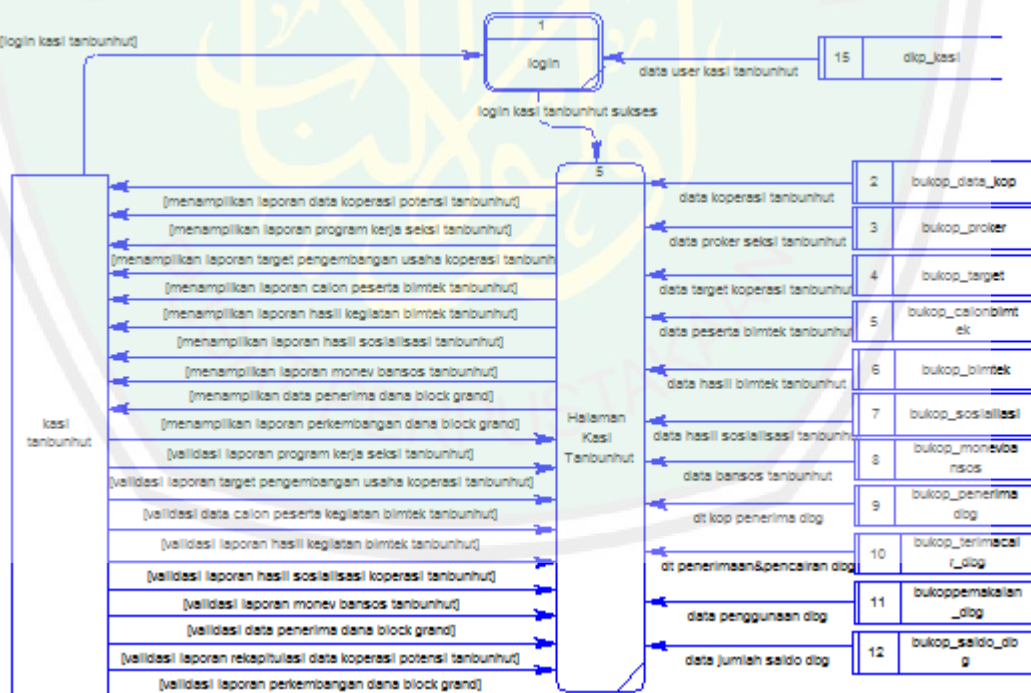 1
[login kasi tanbunhut]
login
data user kasi tanbunhut
15
dkp_kasi
login kasi tanbunhut sukses
5
kasi
tanbunhut
Halaman
Kasi
Tanbunhut
[menampilkan laporan data koperasi potensi tanbunhut]
[menampilkan laporan program kerja seksi tanbunhut]
[menampilkan laporan target pengembangan usaha koperasi tanbunh
[menampilkan laporan calon peserta bimtek tanbunhut]
[menampilkan laporan hasil kegiatan bimtek tanbunhut]
[menampilkan laporan hasil sosialisasi tanbunhut]
[menampilkan laporan monev bansos tanbunhut]
[menampilkan data penerima dana block grand]
[menampilkan laporan perkembangan dana block grand]
[validasi laporan program kerja seksi tanbunhut]
[validasi laporan target pengembangan usaha koperasi tanbunhut]
[validasi data calon peserta kegiatan bimtek tanbunhut]
[validasi laporan hasil kegiatan bimtek tanbunhut]
[validasi laporan hasil sosialisasi koperasi tanbunhut]
[validasi laporan monev bansos tanbunhut]
[validasi data penerima dana block grand]
[validasi laporan rekapitulasi data koperasi potensi tanbunhut]
[validasi laporan perkembangan dana block grand]
data koperasi tanbunhut
2
bukop_data_kop
data proker seksi tanbunhut
3
bukop_proker
data target koperasi tanbunhut
4
bukop_target
data peserta bimtek tanbunhut
5
bukop_calonbimt
ek
data hasil bimtek tanbunhut
6
bukop_bimtek
data hasil sosialisasi tanbunhu
7
bukop_sosialiasi
data bansos tanbunhut
8
bukop_monevba
nsos
dt kop penerima dbg
9
bukop_penerima
dbg
dt penerimaan&pencairan dbg
10
bukop_terimacai
r_dbg
data penggunaan dbg
11
bukoppemakaian
_dbg
data jumlah saldo dbg
12
bukop_saldo_db
g